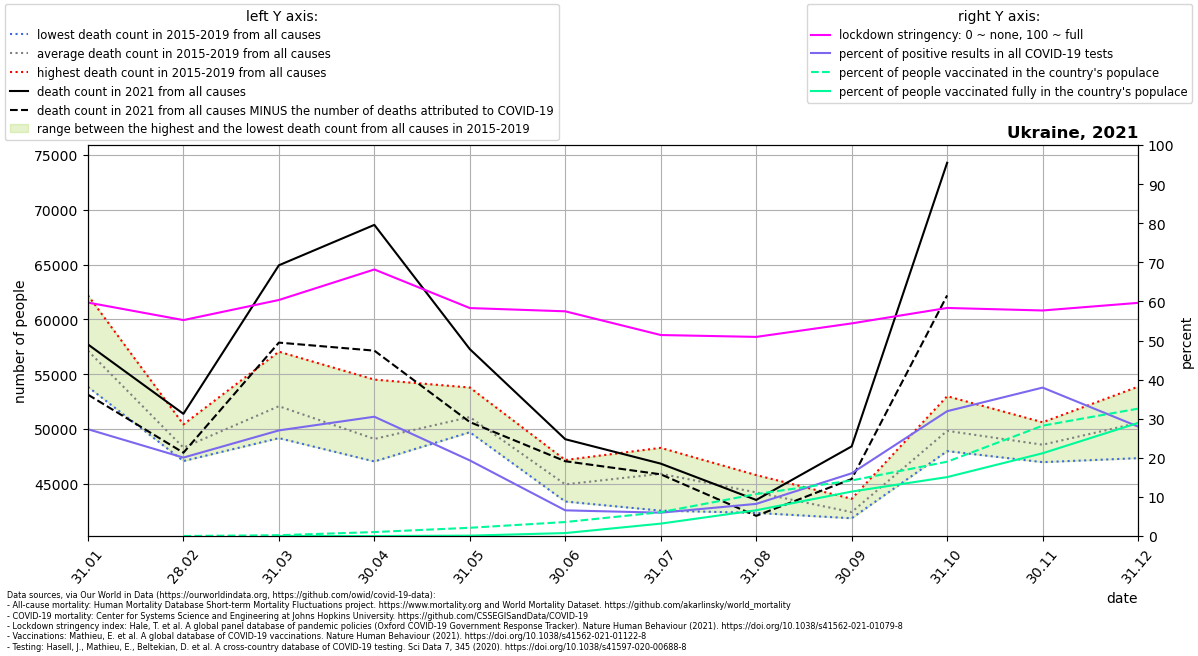 left Y axis:
lowest death count in 2015-2019 from all causes
average death count in 2015-2019 from all causes
highest death count in 2015-2019 from all causes
death count in 2021 from all causes
death count in 2021 from all causes MINUS the number of deaths attributed to COVID-19
range between the highest and the lowest death count from all causes in 2015-2019
right Y axis:
lockdown stringency: 0 ~ none, 100 ~ full
percent of positive results in all COVID-19 tests
percent of people vaccinated in the country's populace
percent of people vaccinated fully in the country's populace
Ukraine, 2021
75000
70000
65000
60000
55000
50000
45000
number of people
100
90
80
70
60
50
40
30
20
10
0
percent
31.01
28.02
31.03
30.04
31.05
30.06
31.07
31.08
30.09
31.10
30.11
31.12
date
Data sources, via Our World in Data (https://ourworldindata.org, https://github.com/owid/covid-19-data):
- All-cause mortality: Human Mortality Database Short-term Mortality Fluctuations project. https://www.mortality.org and World Mortality Dataset. https://github.com/akarlinsky/world_mortality
- COVID-19 mortality: Center for Systems Science and Engineering at Johns Hopkins University. https://github.com/CSSEGISandData/COVID-19
- Lockdown stringency index: Hale, T. et al. A global panel database of pandemic policies (Oxford COVID-19 Government Response Tracker). Nature Human Behaviour (2021). https://doi.org/10.1038/s41562-021-01079-8
- Vaccinations: Mathieu, E. et al. A global database of COVID-19 vaccinations. Nature Human Behaviour (2021). https://doi.org/10.1038/s41562-021-01122-8
- Testing: Hasell, J., Mathieu, E., Beltekian, D. et al. A cross-country database of COVID-19 testing. Sci Data 7, 345 (2020). https://doi.org/10.1038/s41597-020-00688-8